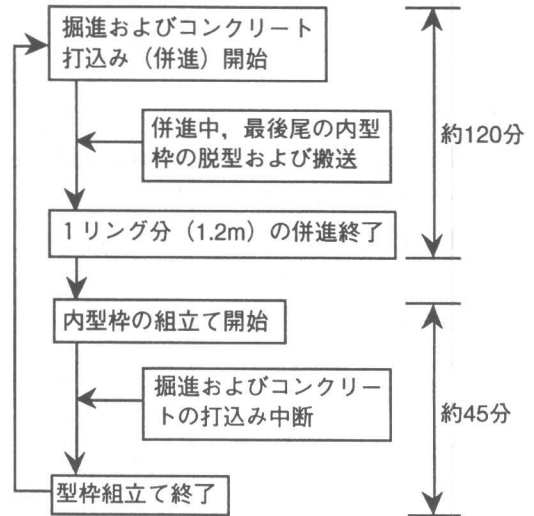 掘進およびコンクリート
打込み（併進）開始
併進中，最後尾の内型
枠の脱型および搬送
約120分
1リング分（1.2m）の併進終了
内型枠の組立て開始
掘進およびコンクリー
トの打込み中断
約45分
型枠組立て終了